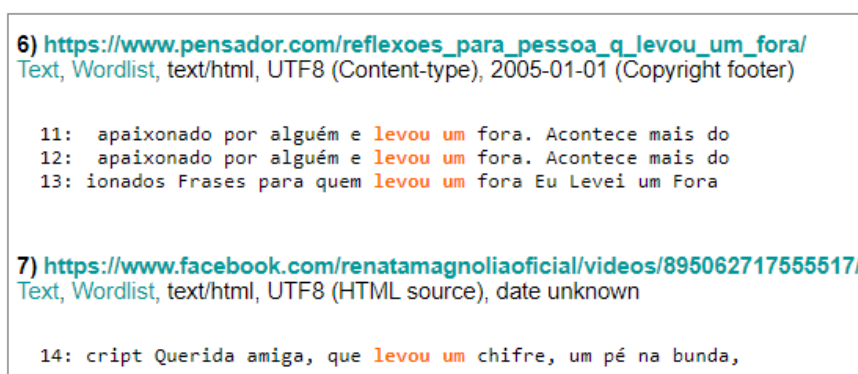 6) https://www.pensador.com/reflexoes_para_pessoa_q_levou_um_fora/
Text, Wordlist, text/html, UTF8 (Content-type), 2005-01-01 (Copyright footer)
11: apaixonado por alguém e levou um fora. Acontece mais do
12: apaixonado por alguém e levou um fora. Acontece mais do
13: ionados Frases para quem levou um fora Eu Levei um Fora
7) https://www.facebook.com/renatamagnoliaoficial/videos/895062717555517/
Text, Wordlist, text/html, UTF8 (HTML source), date unknown
14: cript Querida amiga, que levou um chifre, um pé na bunda,